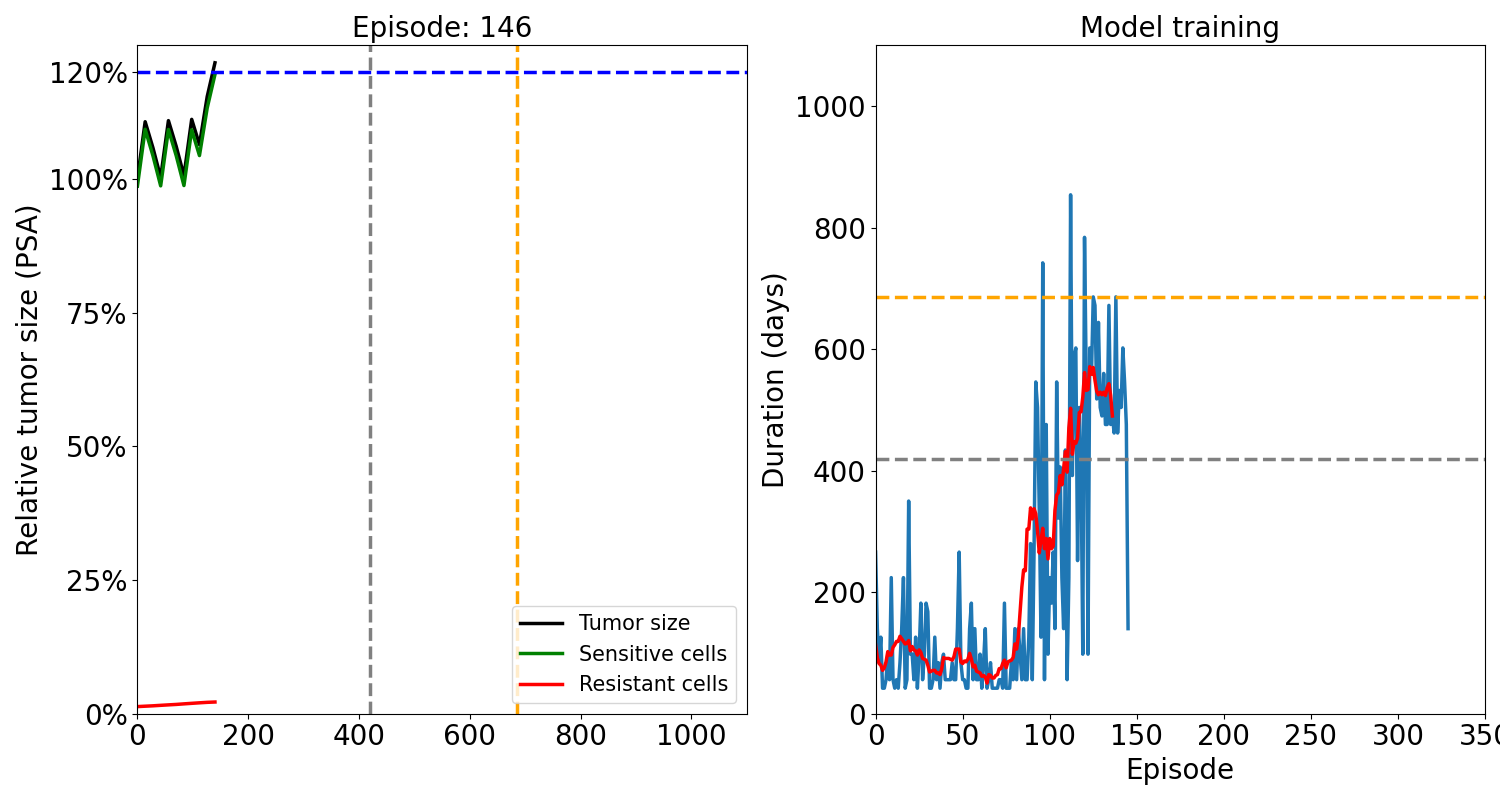 Episode: 146
Relative tumor size (PSA)
120%
100%
75%
50%
25%
0%
0 200 400 600 800 1000
Tumor size
Sensitive cells
Resistant cells
Model training
Duration (days)
1000
800
600
400
200
0
0 50 100 150 200 250 300 350
Episode